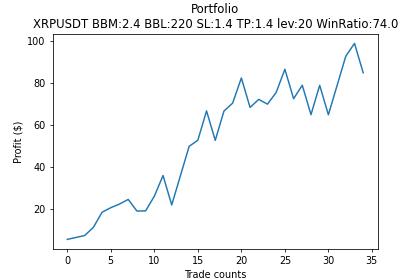 Portfolio
XRPUSDT BBM:2.4 BBL:220 SL:1.4 TP:1.4 lev:20 WinRatio:74.0
100
80
60
40
20
Profit ($)
0 5 10 15 20 25 30 35
Trade counts